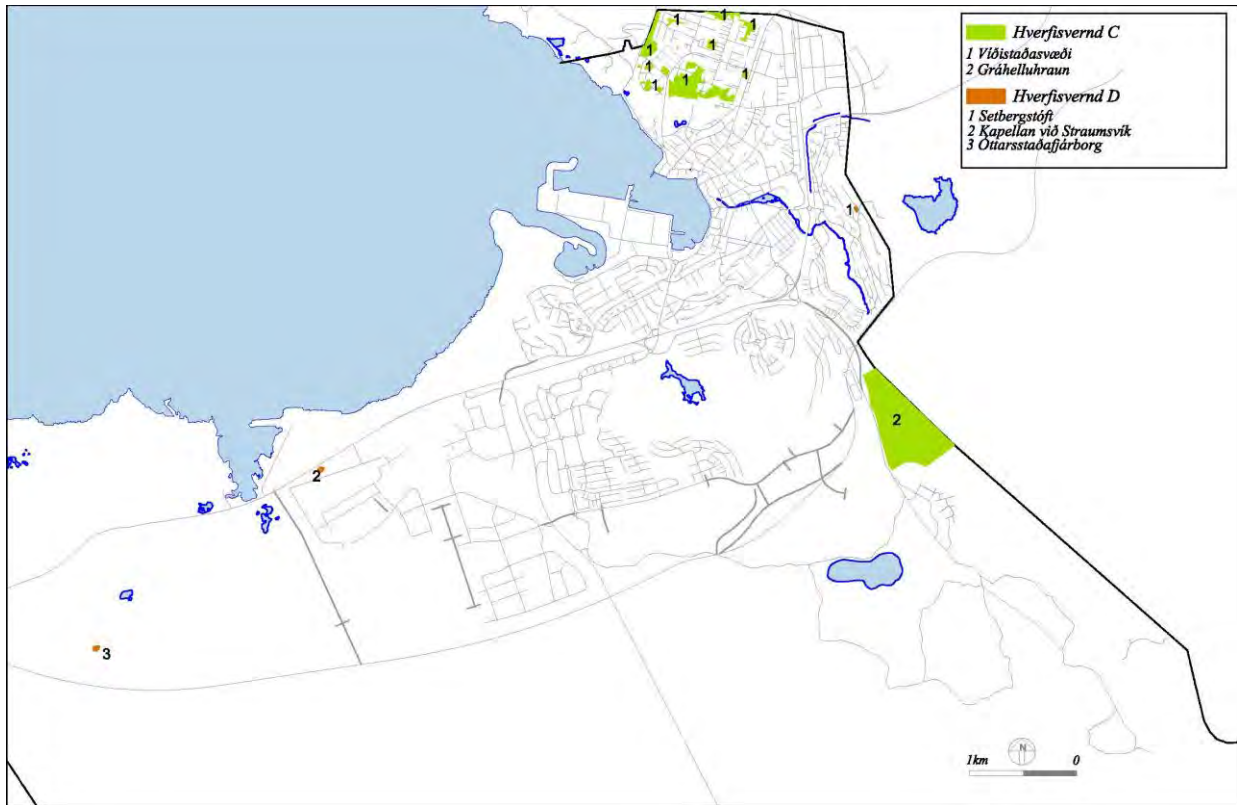 Hverfisvernd C
1 Víðistaðasvæði
2 Gráhelluhraun
Hverfisvernd D
1 Setbergstóft
2 Kapellan við Straumsvík
3 Óttarsstaðafjárborg
1 1 1
1 1
1 1 1
1
1
2
2
3
N
1km 0